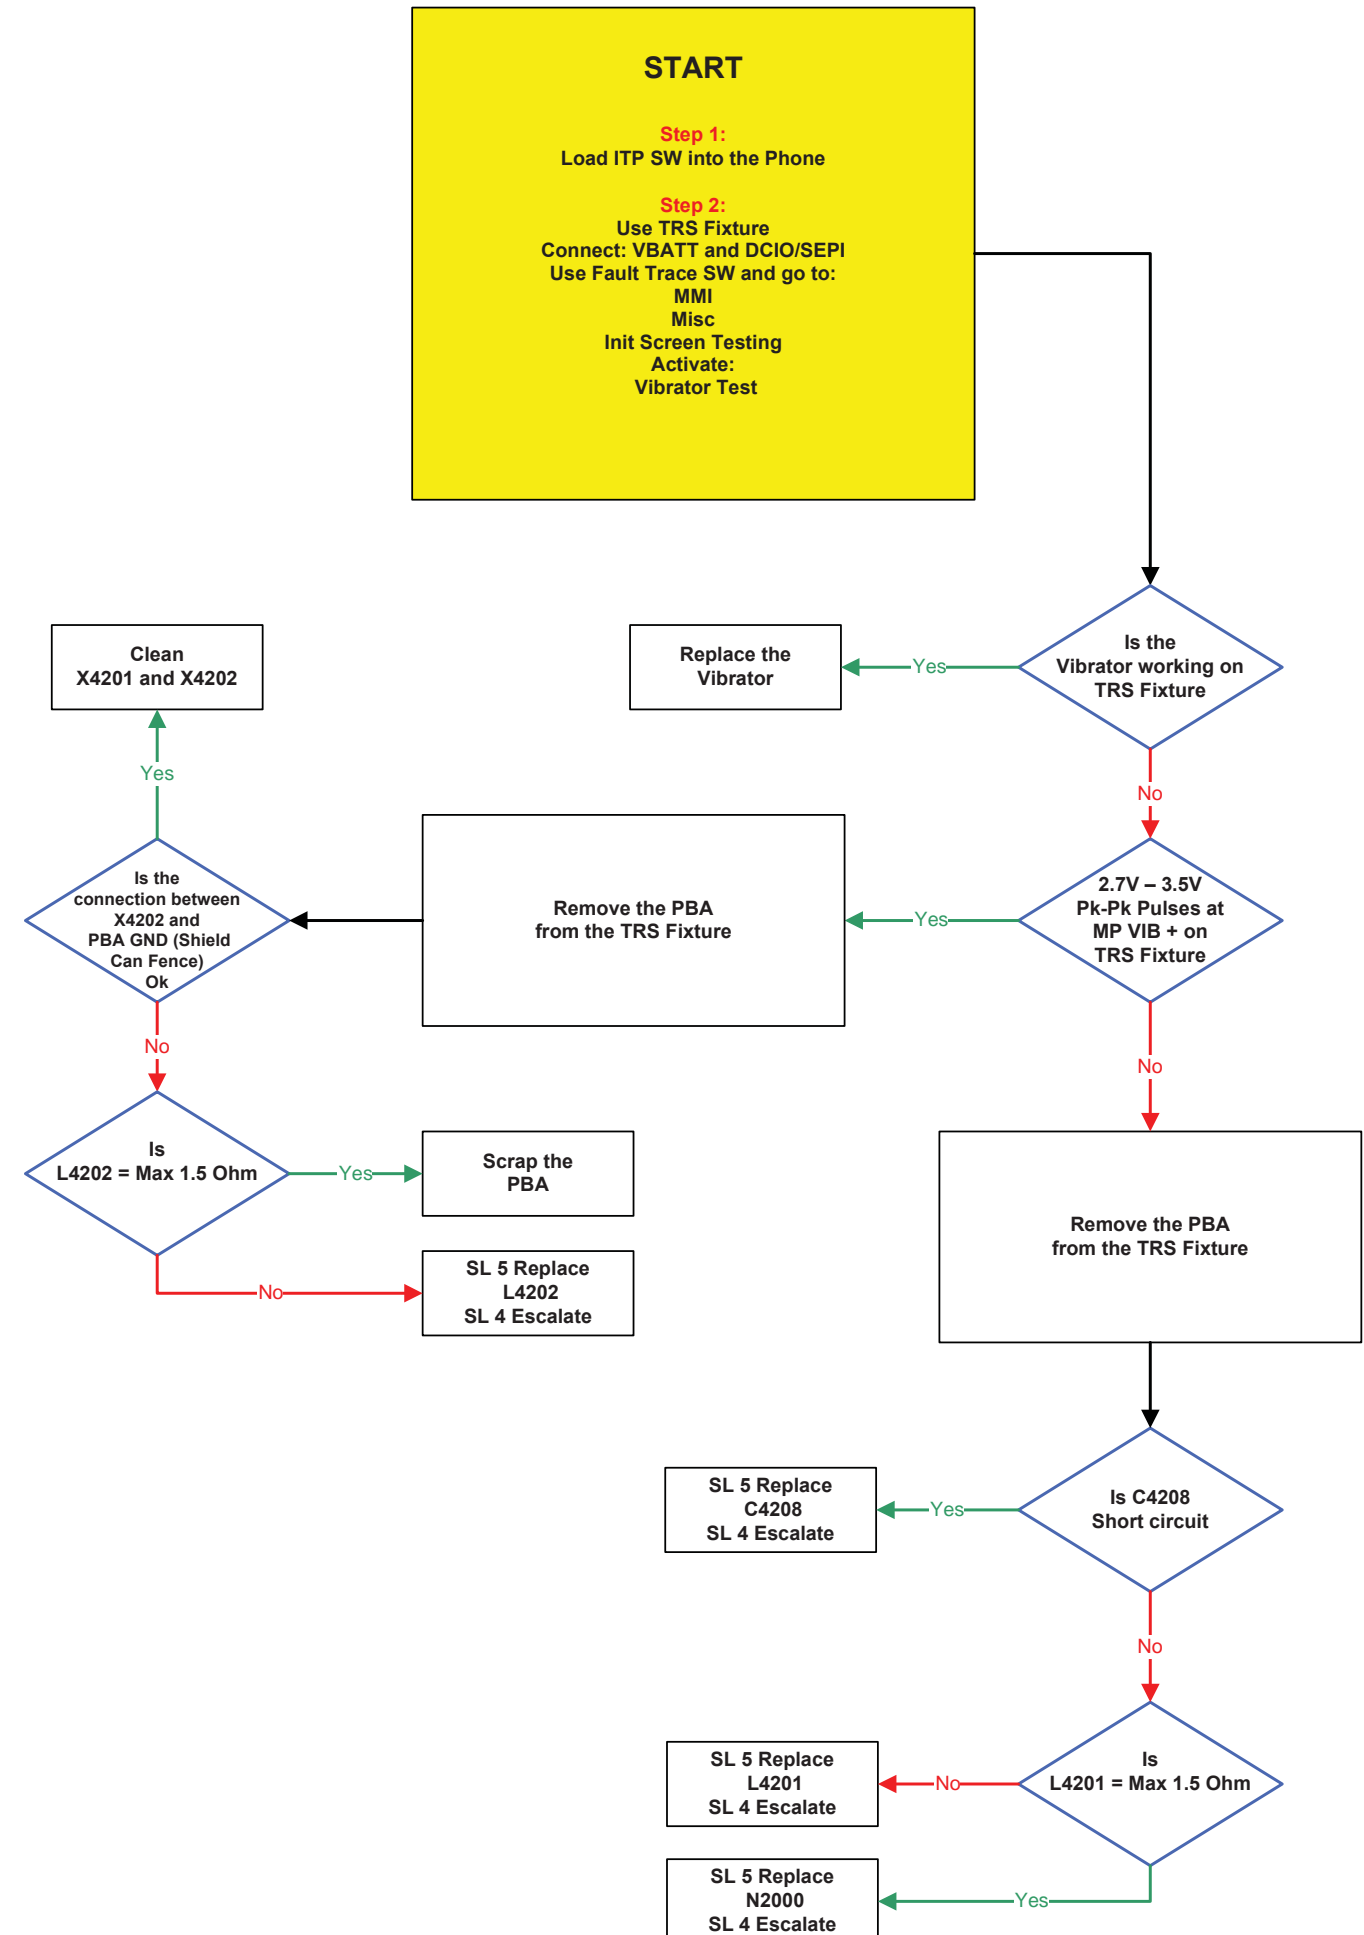 START
Step 1:
Load ITP SW into the Phone
Step 2:
Use TRS Fixture
Connect: VBATT and DCIO/SEPI
Use Fault Trace SW and go to:
MMI
Misc
Init Screen Testing
Activate:
Vibrator Test
Is the
Vibrator working on
TRS Fixture
Yes
Replace the
Vibrator
No
2.7V – 3.5V
Pk-Pk Pulses at
MP VIB + on
TRS Fixture
Yes
Remove the PBA
from the TRS Fixture
Is the
connection between
X4202 and
PBA GND (Shield
Can Fence)
Ok
Yes
Clean
X4201 and X4202
No
Is
L4202 = Max 1.5 Ohm
Yes
Scrap the
PBA
No
SL 5 Replace
L4202
SL 4 Escalate
No
Remove the PBA
from the TRS Fixture
Is C4208
Short circuit
Yes
SL 5 Replace
C4208
SL 4 Escalate
No
Is
L4201 = Max 1.5 Ohm
No
SL 5 Replace
L4201
SL 4 Escalate
Yes
SL 5 Replace
N2000
SL 4 Escalate